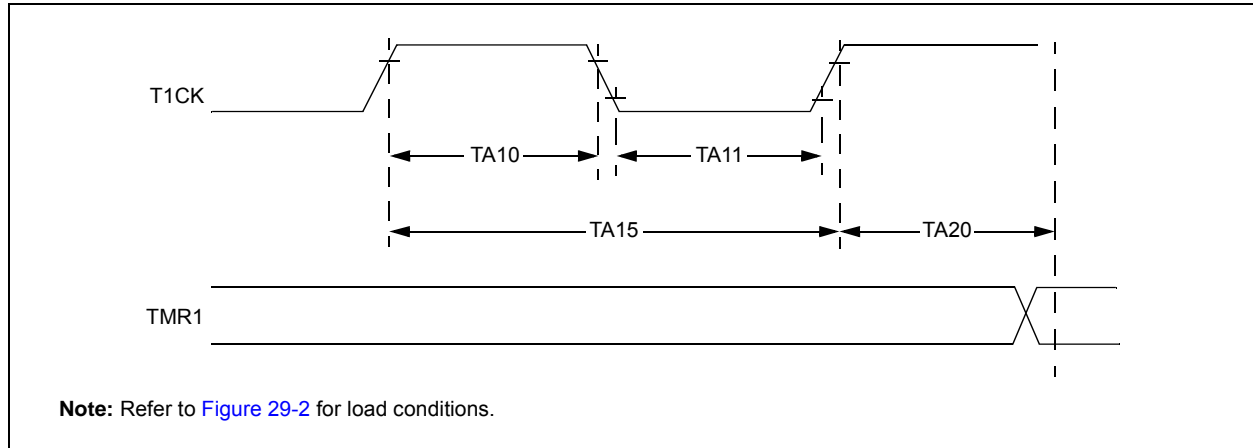 T1CK
TA10
TA11
TA15
TA20
TMR1
Note: Refer to Figure 29-2 for load conditions.